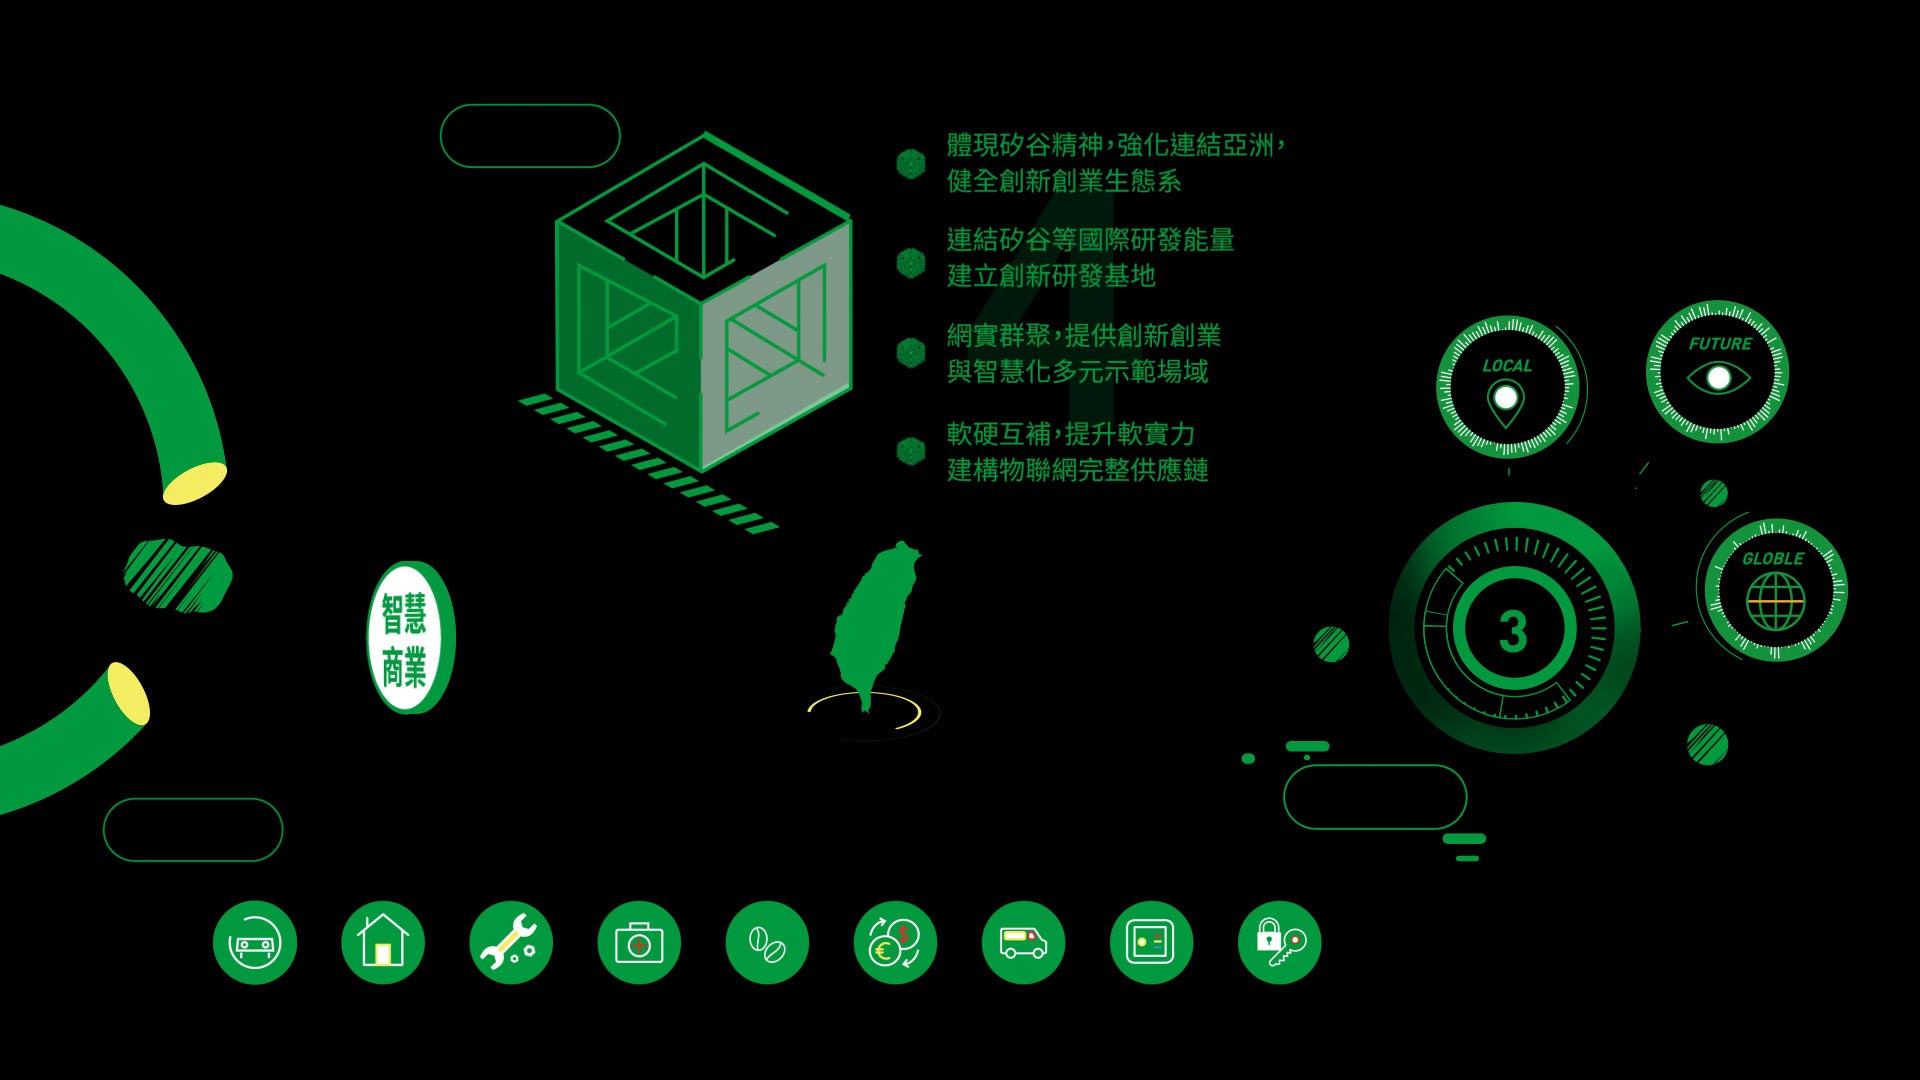 體現矽谷精神，強化連結亞洲，
健全創新創業生態系
連結矽谷等國際研發能量
建立創新研發基地
網實群聚，提供創新創業
與智慧化多元示範場域
軟硬互補，提升軟實力
建構物聯網完整供應鏈
4
LOCAL
FUTURE
GLOBLE
3
智慧
商業
$
€